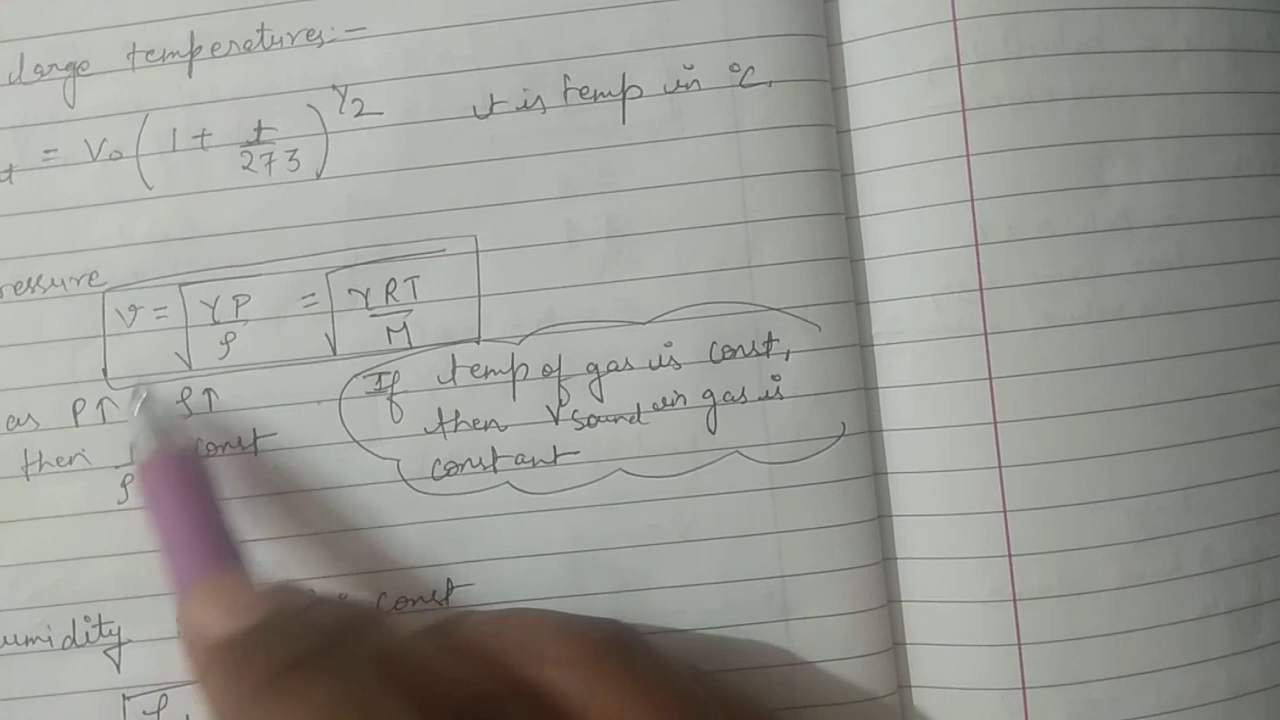 large temperatures:-
t = V₀(1 + t/273)^1/2 t is temp in °C.
ressure
v = √(γP/ρ) = √(γRT/M)
as P↑ ρ↑
then ρ const
If temp of gas is const,
then Vsound in gas is
constant
const
umidity
ρ